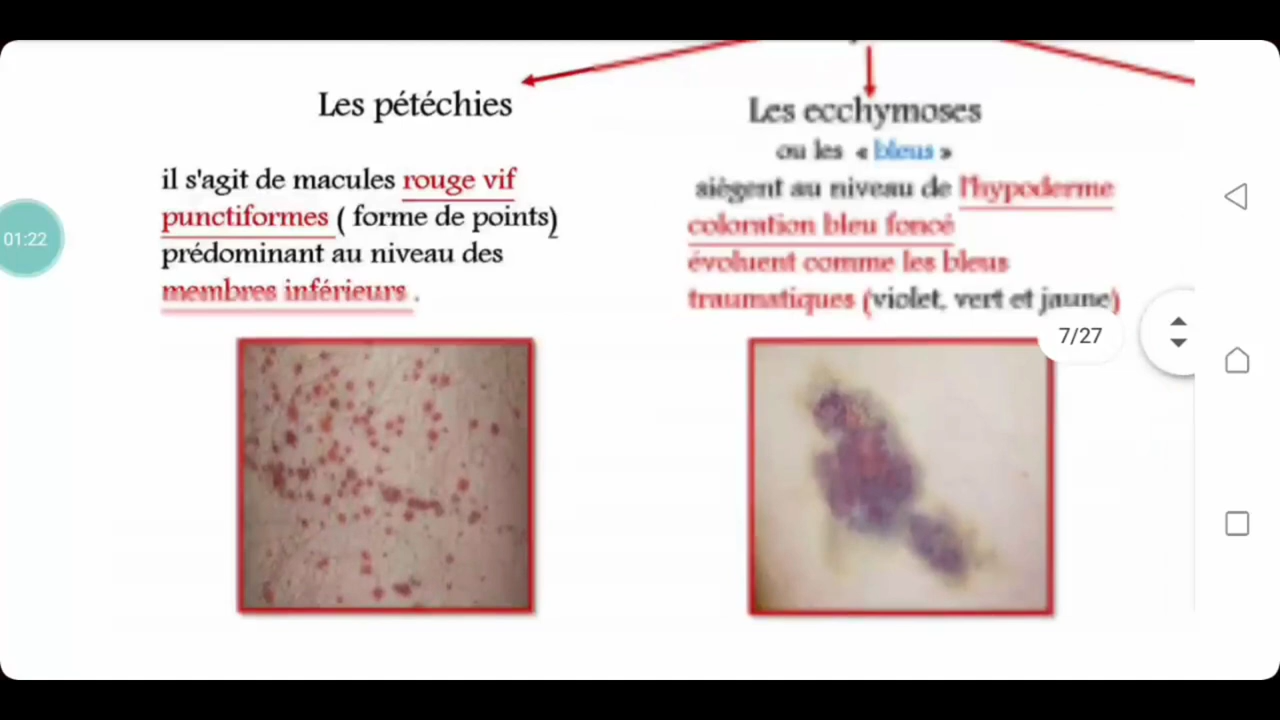 Les pétéchies
il s'agit de macules rouge vif
punctiformes ( forme de points)
prédominant au niveau des
membres inférieurs .
Les ecchymoses
ou les « bleus »
siègent au niveau de l'hypoderme
coloration bleu foncé
évoluent comme les bleus
traumatiques (violet, vert et jaune)
01:22
7/27